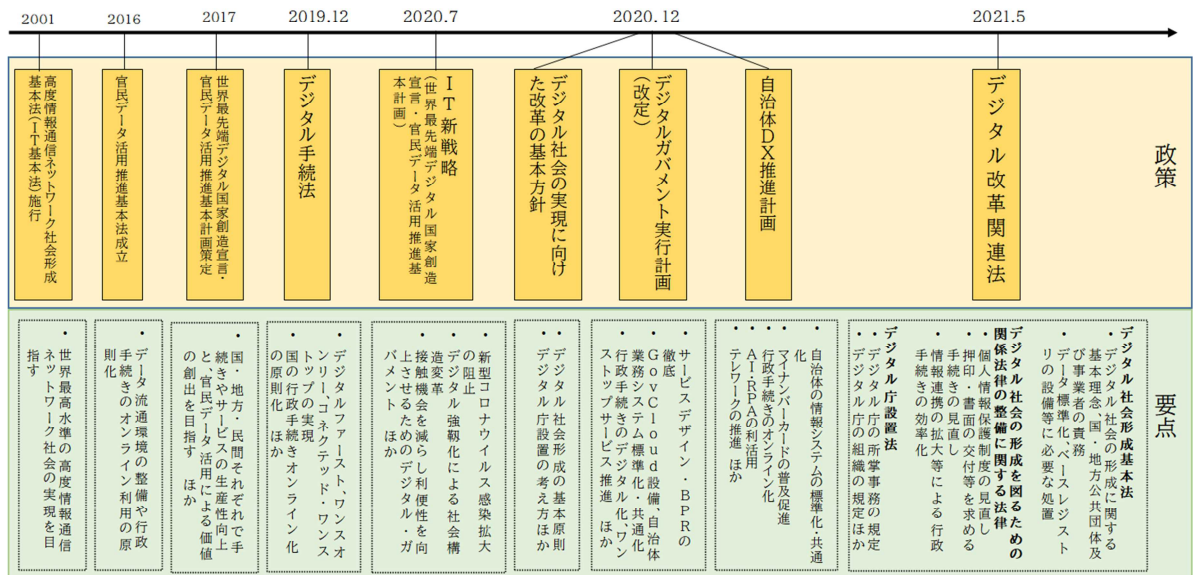 2001
2016
2017
2019.12
2020.7
2020.12
2021.5
政策
高度情報通信ネットワーク社会形成
基本法(IT基本法)施行
官民データ活用推進基本法成立
世界最先端デジタル国家創造宣言・
官民データ活用推進基本計画策定
デジタル手続法
IT新戦略
(世界最先端デジタル国家創造
宣言・官民データ活用推進基
本計画)
デジタル社会の実現に向け
た改革の基本方針
デジタルガバメント実行計画
(改定)
自治体DX推進計画
デジタル改革関連法
要点
・世界最高水準の高度情報通信
ネットワーク社会の実現を目
指す
・データ流通環境の整備や行政
手続きのオンライン利用の原
則化
・国・地方・民間それぞれで手
続きやサービスの生産性向上
と、官民データ活用による価値
の創出を目指す ほか
・デジタルファースト、ワンスオ
ンリー、コネクテッド・ワンス
トップの実現
・国の行政手続きオンライン化
の原則化 ほか
・新型コロナウイルス感染拡大
の阻止
・デジタル強靱化による社会構
造変革
・接触機会を減らし利便性を向
上させるためのデジタル・ガ
バメント ほか
・デジタル社会形成の基本原則
・デジタル庁設置の考え方ほか
・サービスデザイン・BPRの
徹底
・GovCloud設備、自治体
業務システム標準化・共通化
・行政手続きのデジタル化、ワン
ストップサービス推進 ほか
・自治体の情報システムの標準化・共通
化
・マイナンバーカードの普及促進
・行政手続きのオンライン化
・AI・RPAの利活用
・テレワークの推進 ほか
デジタル社会形成基本法
・デジタル社会の形成に関する
基本理念、国・地方公共団体及
び事業者の責務
・データ標準化、ベースレジスト
リの設備等に必要な処置
デジタル社会の形成を図るための
関係法律の整備に関する法律
・個人情報保護制度の見直し
・押印・書面の交付等を求める
手続きの見直し
・情報連携の拡大等による行政
手続きの効率化
デジタル庁設置法
・デジタル庁の所掌事務の規定
・デジタル庁の組織の規定ほか